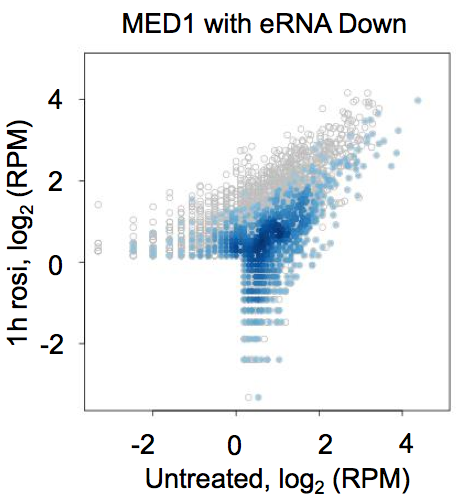 MED1 with eRNA Down
1h rosi, log2 (RPM)
4
2
0
-2
-2 0 2 4
Untreated, log2 (RPM)